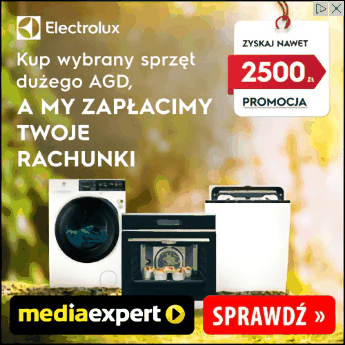 Electrolux
Kup wybrany sprzęt
dużego AGD,
A MY ZAPŁACIMY
TWOJE
RACHUNKI
ZYSKAJ NAWET
2500 ZŁ
PROMOCJA
mediaexpert
SPRAWDŹ »